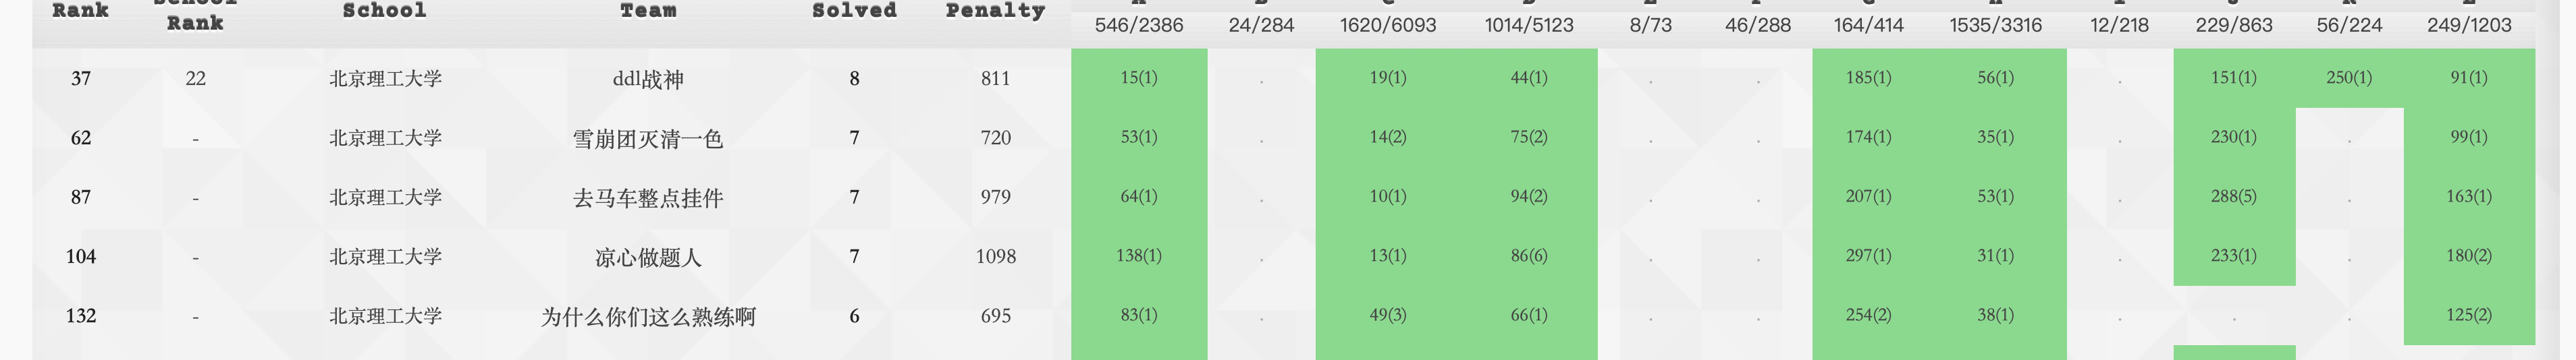 Rank School Rank School Team Solved Penalty
546/2386 24/284 1620/6093 1014/5123 8/73 46/288 164/414 1535/3316 12/218 229/863 56/224 249/1203
37 22 北京理工大学 ddl战神 8 811 15(1) . 19(1) 44(1) . . 185(1) 56(1) . 151(1) 250(1) 91(1)
62 - 北京理工大学 雪崩团灭清一色 7 720 53(1) . 14(2) 75(2) . . 174(1) 35(1) . 230(1) . 99(1)
87 - 北京理工大学 去马车整点挂件 7 979 64(1) . 10(1) 94(2) . . 207(1) 53(1) . 288(5) . 163(1)
104 - 北京理工大学 凉心做题人 7 1098 138(1) . 13(1) 86(6) . . 297(1) 31(1) . 233(1) . 180(2)
132 - 北京理工大学 为什么你们这么熟练啊 6 695 83(1) . 49(3) 66(1) . . 254(2) 38(1) . . . 125(2)